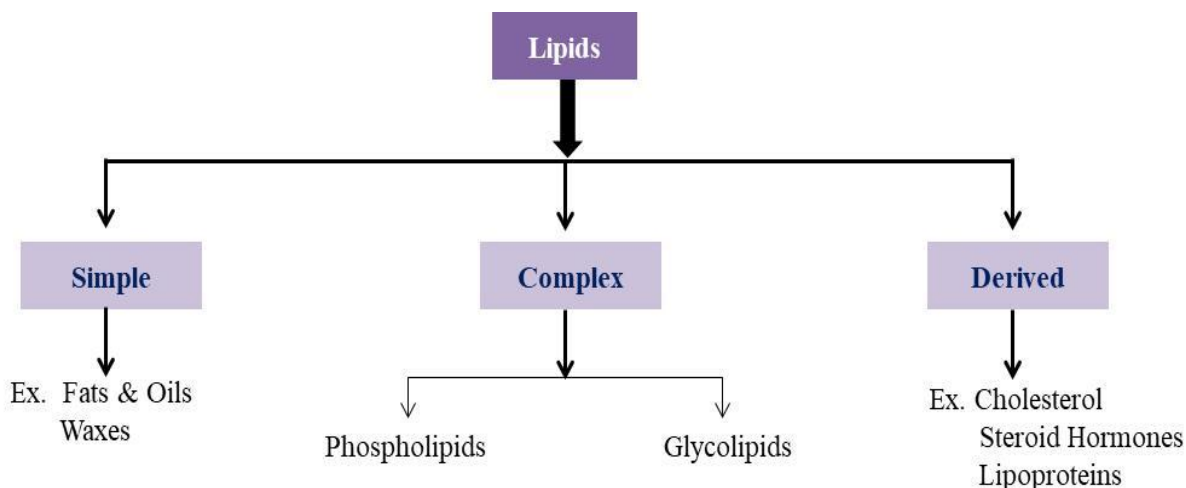 Lipids
Simple
Complex
Derived
Ex. Fats & Oils
Waxes
Phospholipids
Glycolipids
Ex. Cholesterol
Steroid Hormones
Lipoproteins